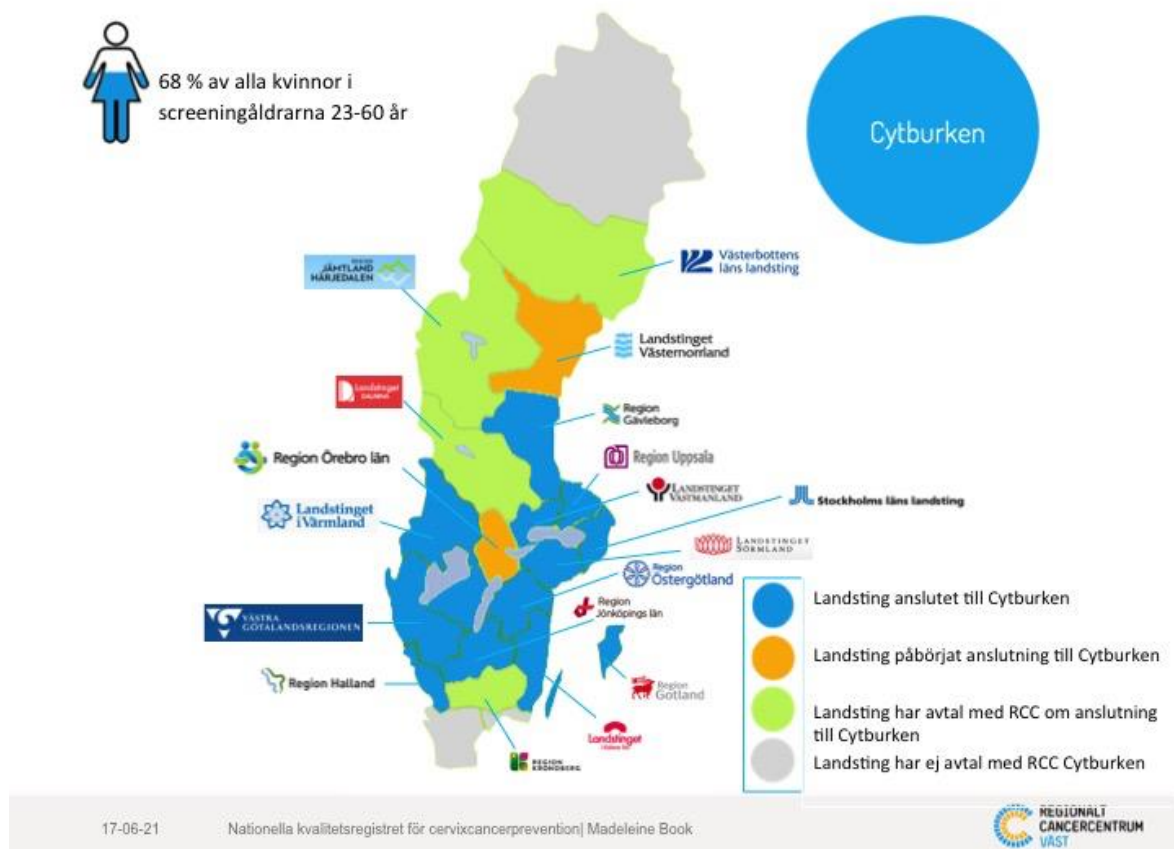 68 % av alla kvinnor i
screeningåldrarna 23-60 år
Cytburken
REGION
JÄMTLAND
HÄRJEDALEN
Västerbottens
läns landsting
Landstinget
Västernorrland
Landstinget
DALARNA
Region
Gävleborg
Region Örebro län
Region Uppsala
LANDSTINGET
VÄSTMANLAND
Landstinget
i Värmland
Stockholms läns landsting
LANDSTINGET
SÖRMLAND
Region
Östergötland
Region
Jönköpings län
VÄSTRA
GÖTALANDSREGIONEN
Region Halland
Region
Gotland
Landstinget
REGION
KRONOBERG
Landsting anslutet till Cytburken
Landsting påbörjat anslutning till Cytburken
Landsting har avtal med RCC om anslutning
till Cytburken
Landsting har ej avtal med RCC Cytburken
17-06-21
Nationella kvalitetsregistret för cervixcancerprevention| Madeleine Book
REGIONALT
CANCERCENTRUM
VÄST